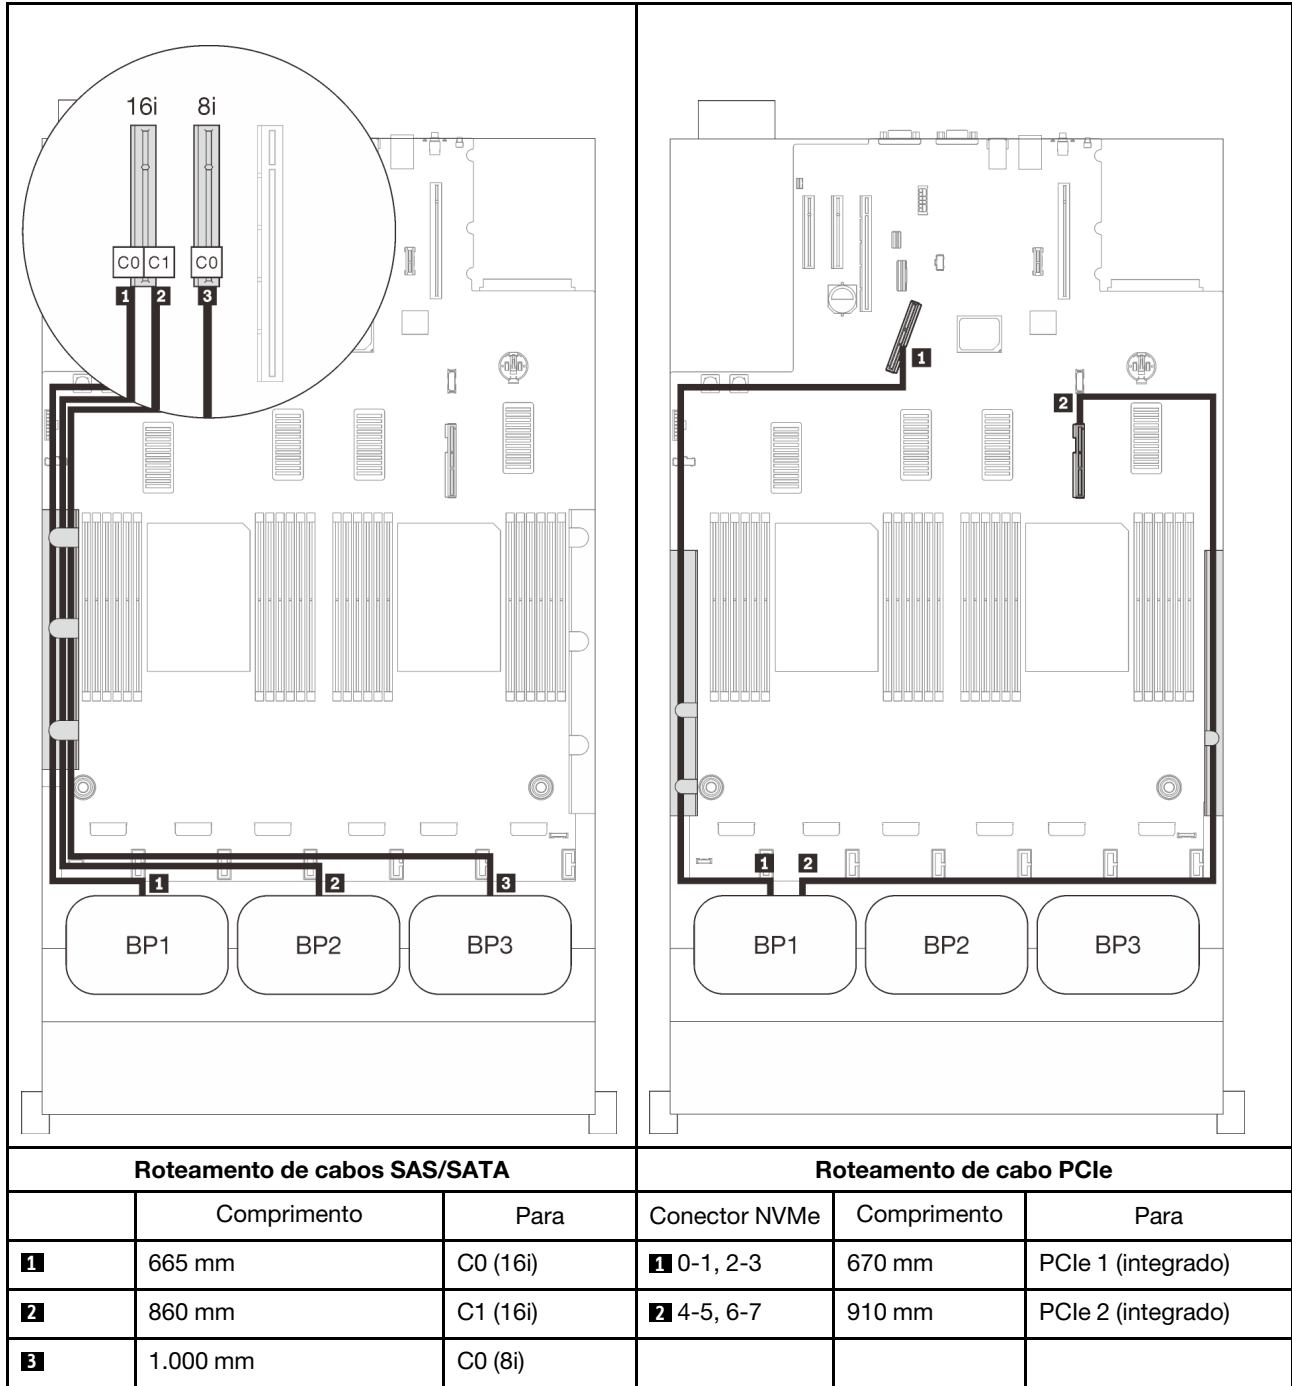 16i 8i
C0 C1 C0
1 2 3
1 2 3
BP1 BP2 BP3
1
2
1 2
BP1 BP2 BP3
Roteamento de cabos SAS/SATA Roteamento de cabo PCIe
Comprimento Para Conector NVMe Comprimento Para
1 665 mm C0 (16i) 1 0-1, 2-3 670 mm PCIe 1 (integrado)
2 860 mm C1 (16i) 2 4-5, 6-7 910 mm PCIe 2 (integrado)
3 1.000 mm C0 (8i)